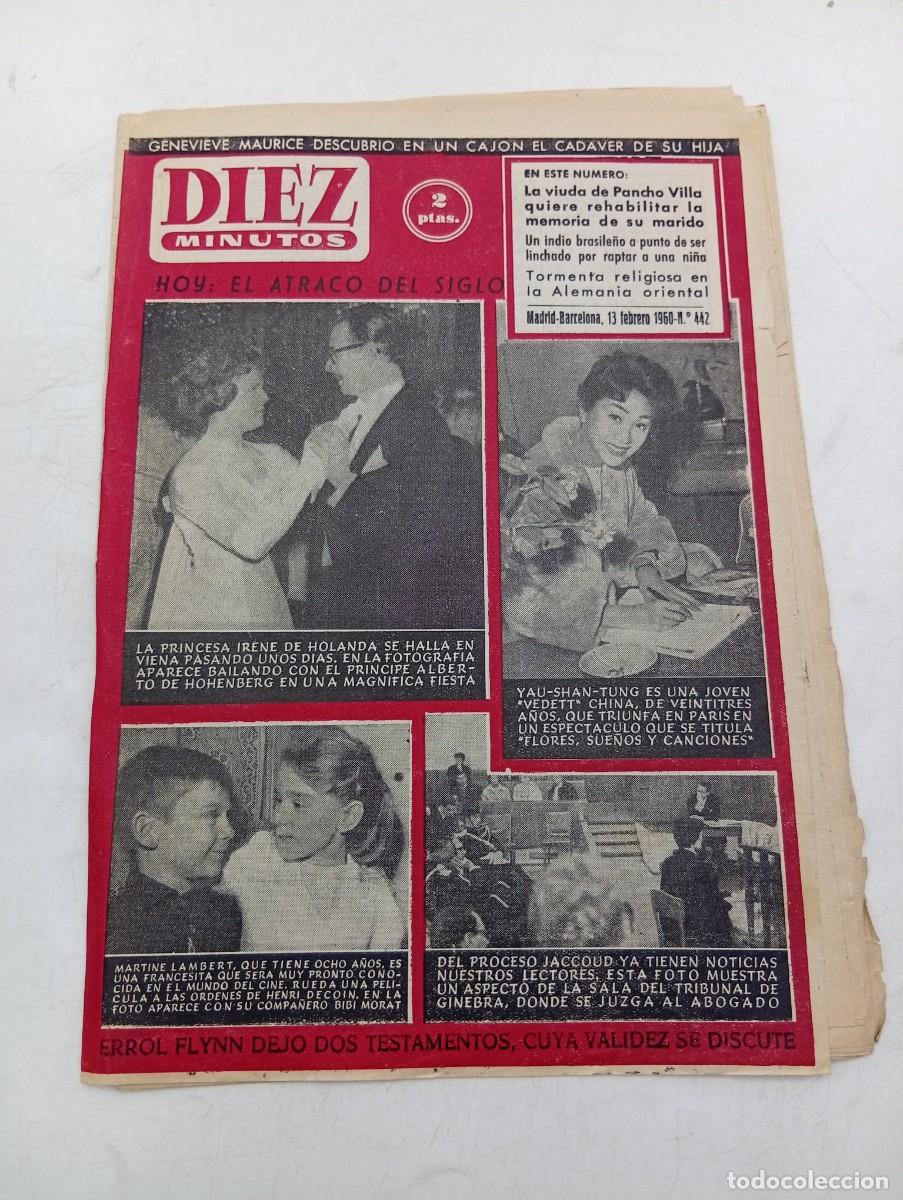 GENEVIEVE MAURICE DESCUBRIO EN UN CAJON EL CADAVER DE SU HIJA
DIEZ
MINUTOS
2
ptas.
EN ESTE NUMERO:
La viuda de Pancho Villa
quiere rehabilitar la
memoria de su marido
Un indio brasileño a punto de ser
linchado por raptar a una niña
Tormenta religiosa en
la Alemania oriental
Madrid-Barcelona, 13 febrero 1960-N.º 442
HOY: EL ATRACO DEL SIGLO
LA PRINCESA IRENE DE HOLANDA SE HALLA EN
VIENA PASANDO UNOS DIAS. EN LA FOTOGRAFIA
APARECE BAILANDO CON EL PRINCIPE ALBER-
TO DE HOHENBERG EN UNA MAGNIFICA FIESTA
YAU-SHAN-TUNG ES UNA JOVEN
"VEDETT" CHINA, DE VEINTITRES
AÑOS, QUE TRIUNFA EN PARIS EN
UN ESPECTACULO QUE SE TITULA
"FLORES, SUEÑOS Y CANCIONES"
MARTINE LAMBERT, QUE TIENE OCHO AÑOS, ES
UNA FRANCESITA QUE SERA MUY PRONTO CONO-
CIDA EN EL MUNDO DEL CINE. RUEDA UNA PELI-
CULA A LAS ORDENES DE HENRI DECOIN. EN LA
FOTO APARECE CON SU COMPAÑERO BIBI MORAT
DEL PROCESO JACCOUD YA TIENEN NOTICIAS
NUESTROS LECTORES; ESTA FOTO MUESTRA
UN ASPECTO DE LA SALA DEL TRIBUNAL DE
GINEBRA, DONDE SE JUZGA AL ABOGADO
ERROL FLYNN DEJO DOS TESTAMENTOS, CUYA VALIDEZ SE DISCUTE
todocoleccion